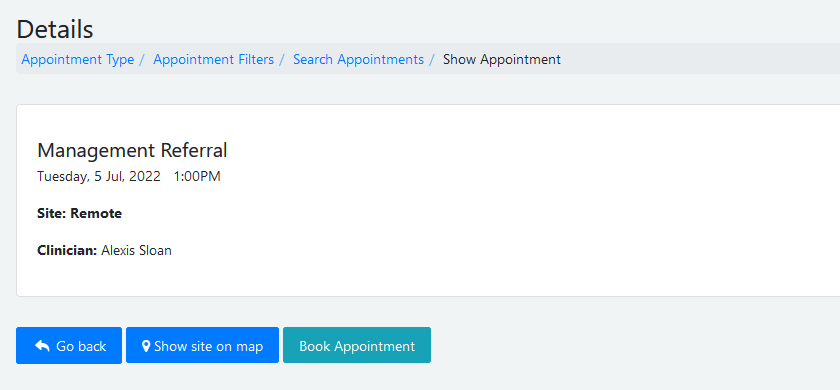 Details
Appointment Type / Appointment Filters / Search Appointments / Show Appointment
Management Referral
Tuesday, 5 Jul, 2022 1:00PM
Site: Remote
Clinician: Alexis Sloan
Go back Show site on map Book Appointment